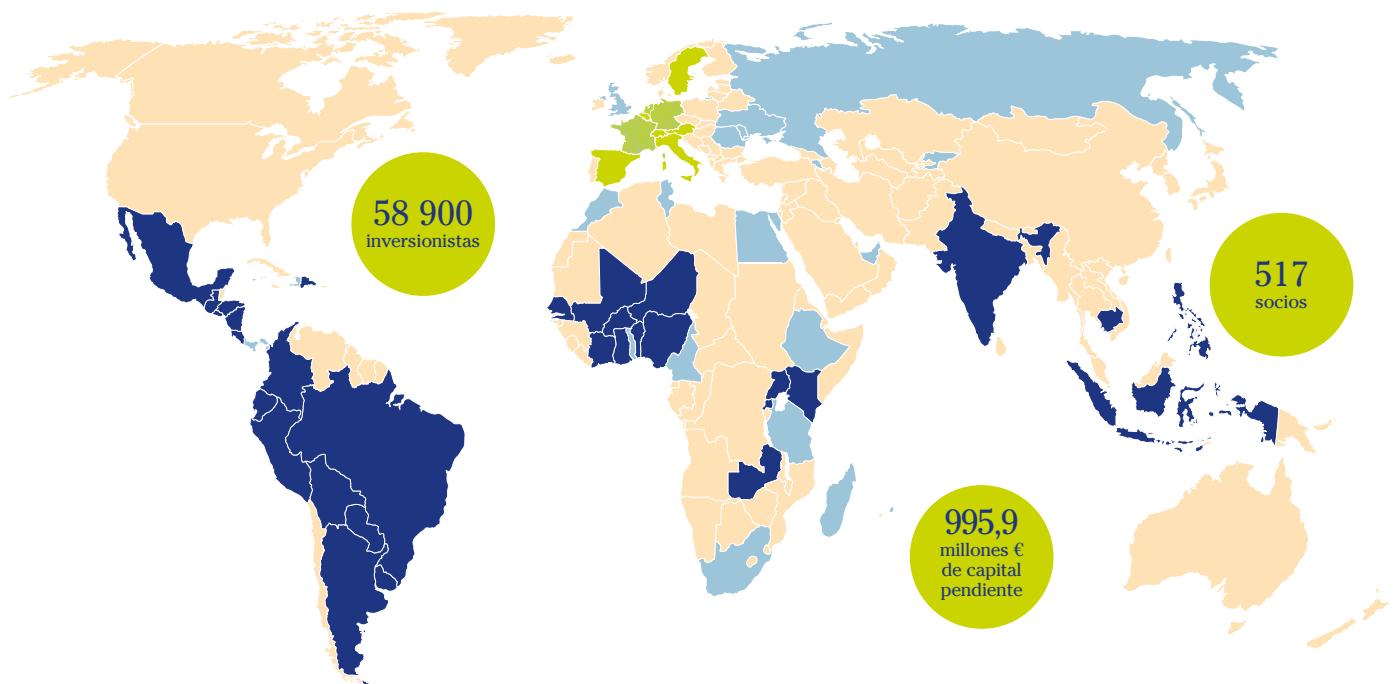 58 900
inversionistas
517
socios
995,9
millones €
de capital
pendiente